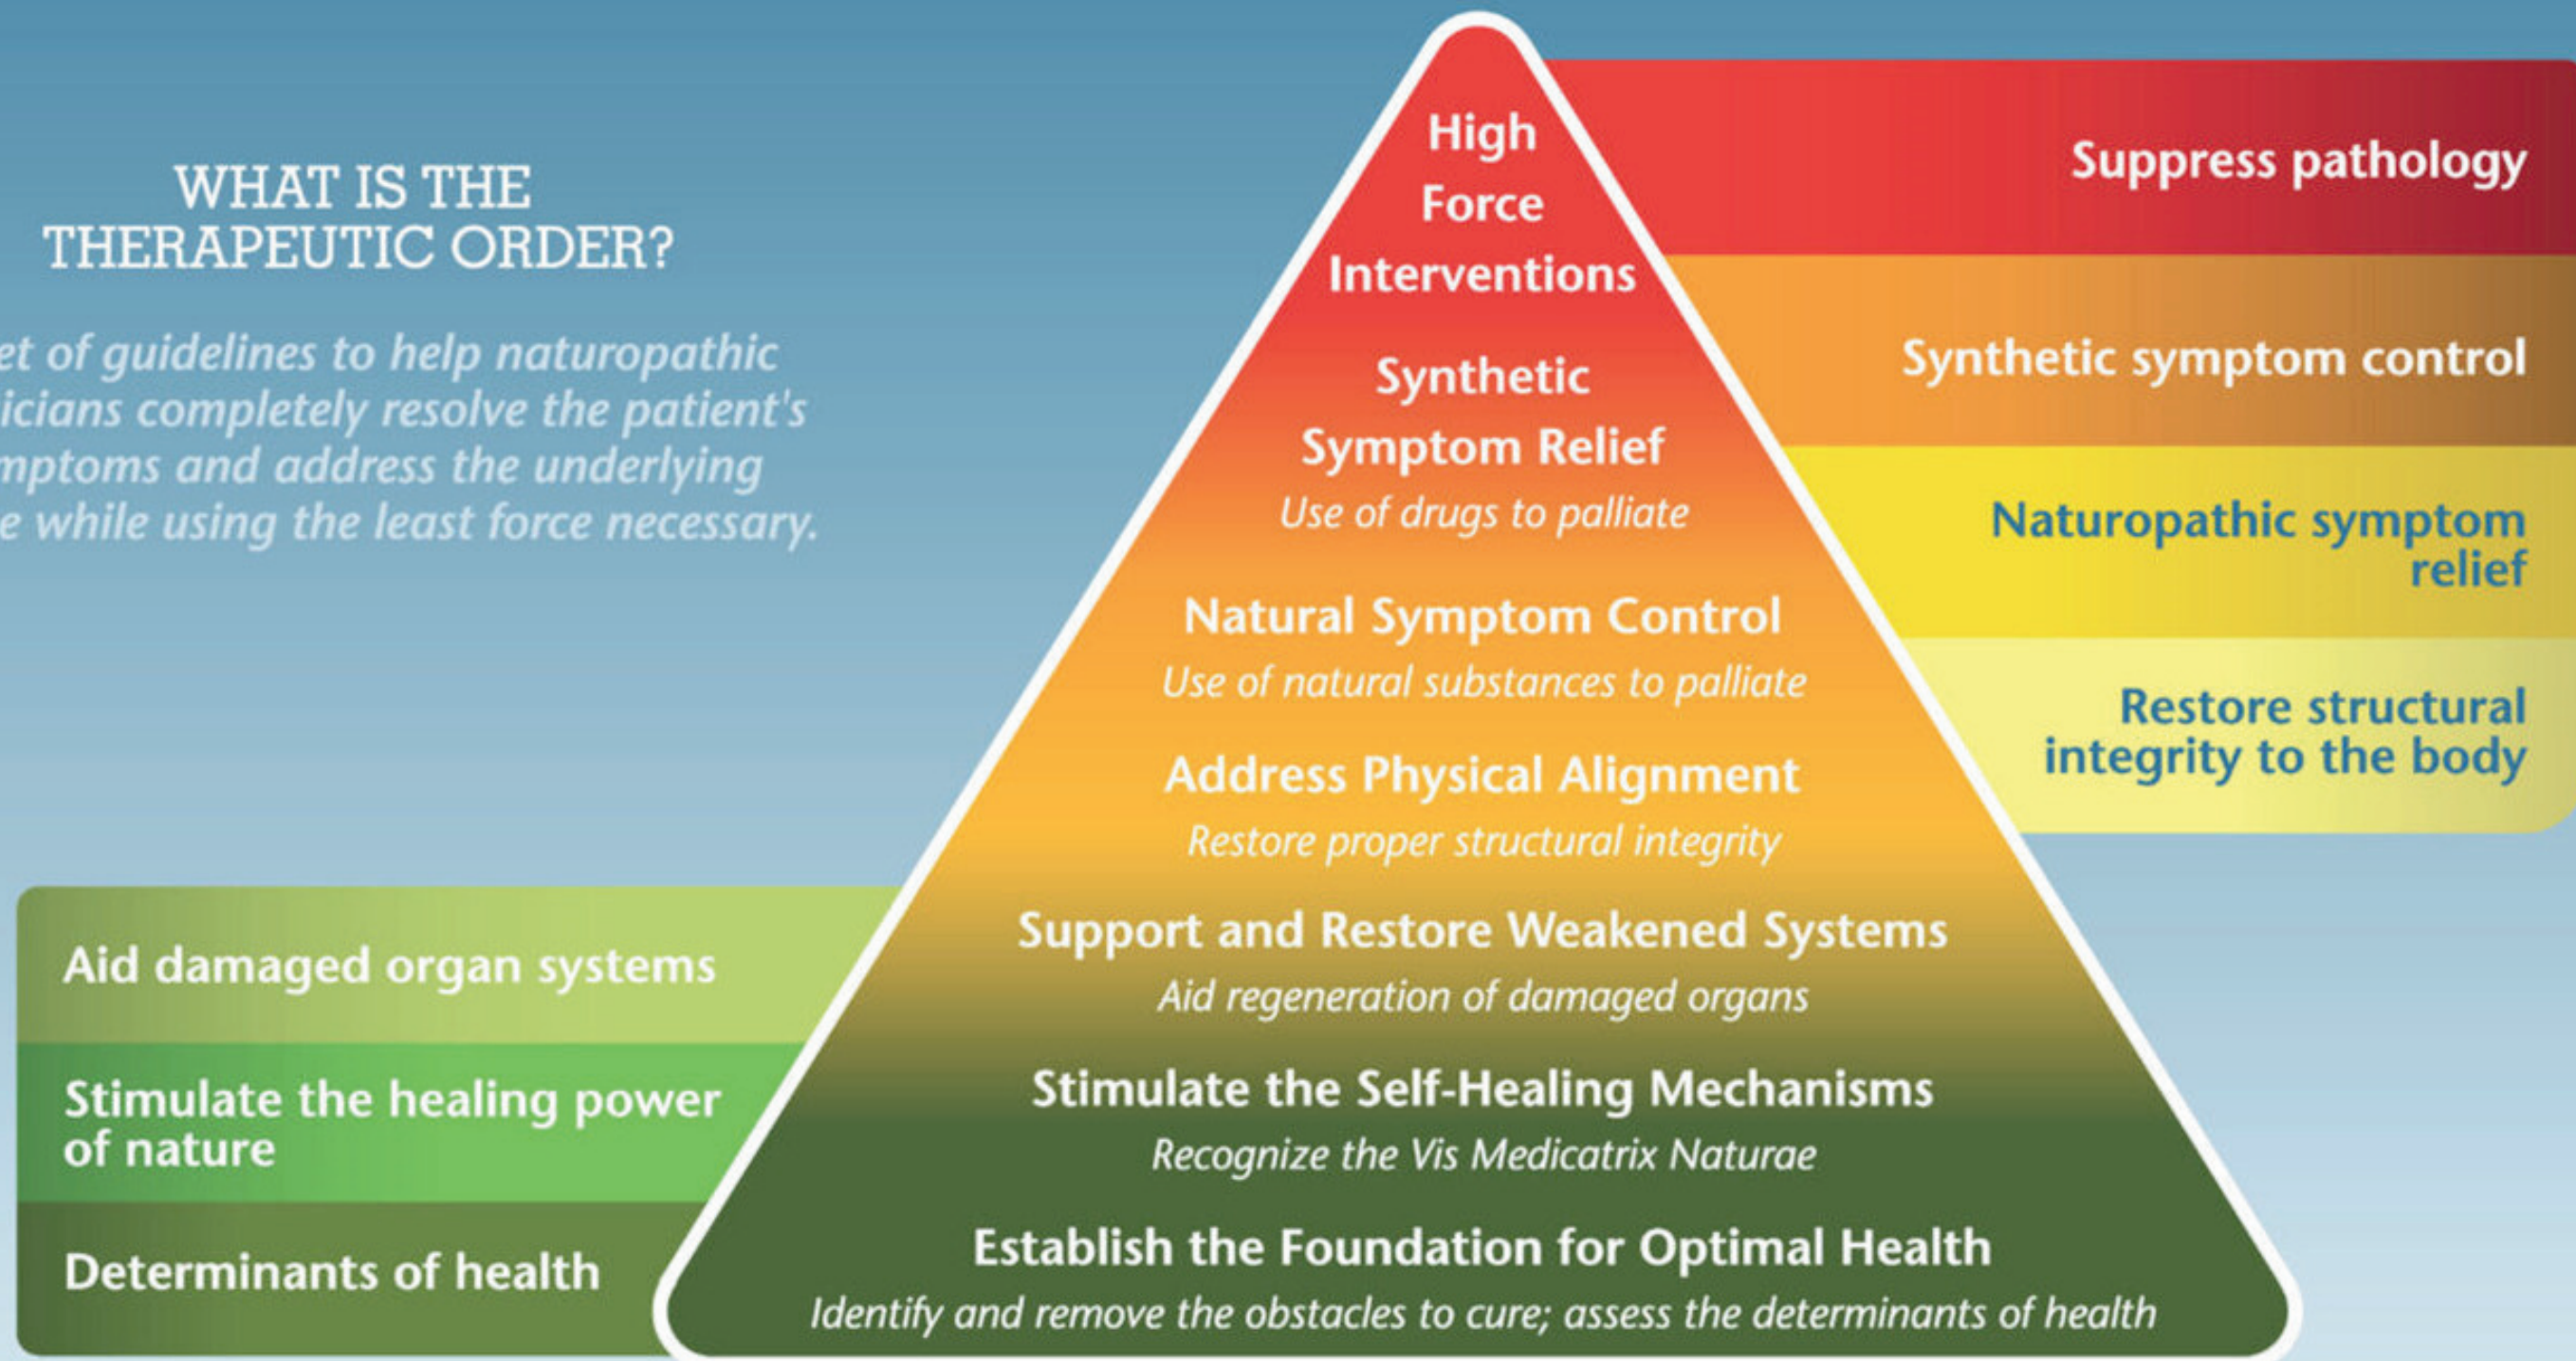 WHAT IS THE
THERAPEUTIC ORDER?
of guidelines to help naturopathic
completely resolve the patient's
and address the underlying
while using the least force necessary.
High
Force
Interventions
Synthetic
Symptom Relief
Use of drugs to palliate
Natural Symptom Control
Use of natural substances to palliate
Address Physical Alignment
Restore proper structural integrity
Support and Restore Weakened Systems
Aid regeneration of damaged organs
Stimulate the Self-Healing Mechanisms
Recognize the Vis Medicatrix Naturae
Establish the Foundation for Optimal Health
Identify and remove the obstacles to cure; assess the determinants of health
Suppress pathology
Synthetic symptom control
Naturopathic symptom
relief
Restore structural
integrity to the body
Aid damaged organ systems
Stimulate the healing power
of nature
Determinants of health